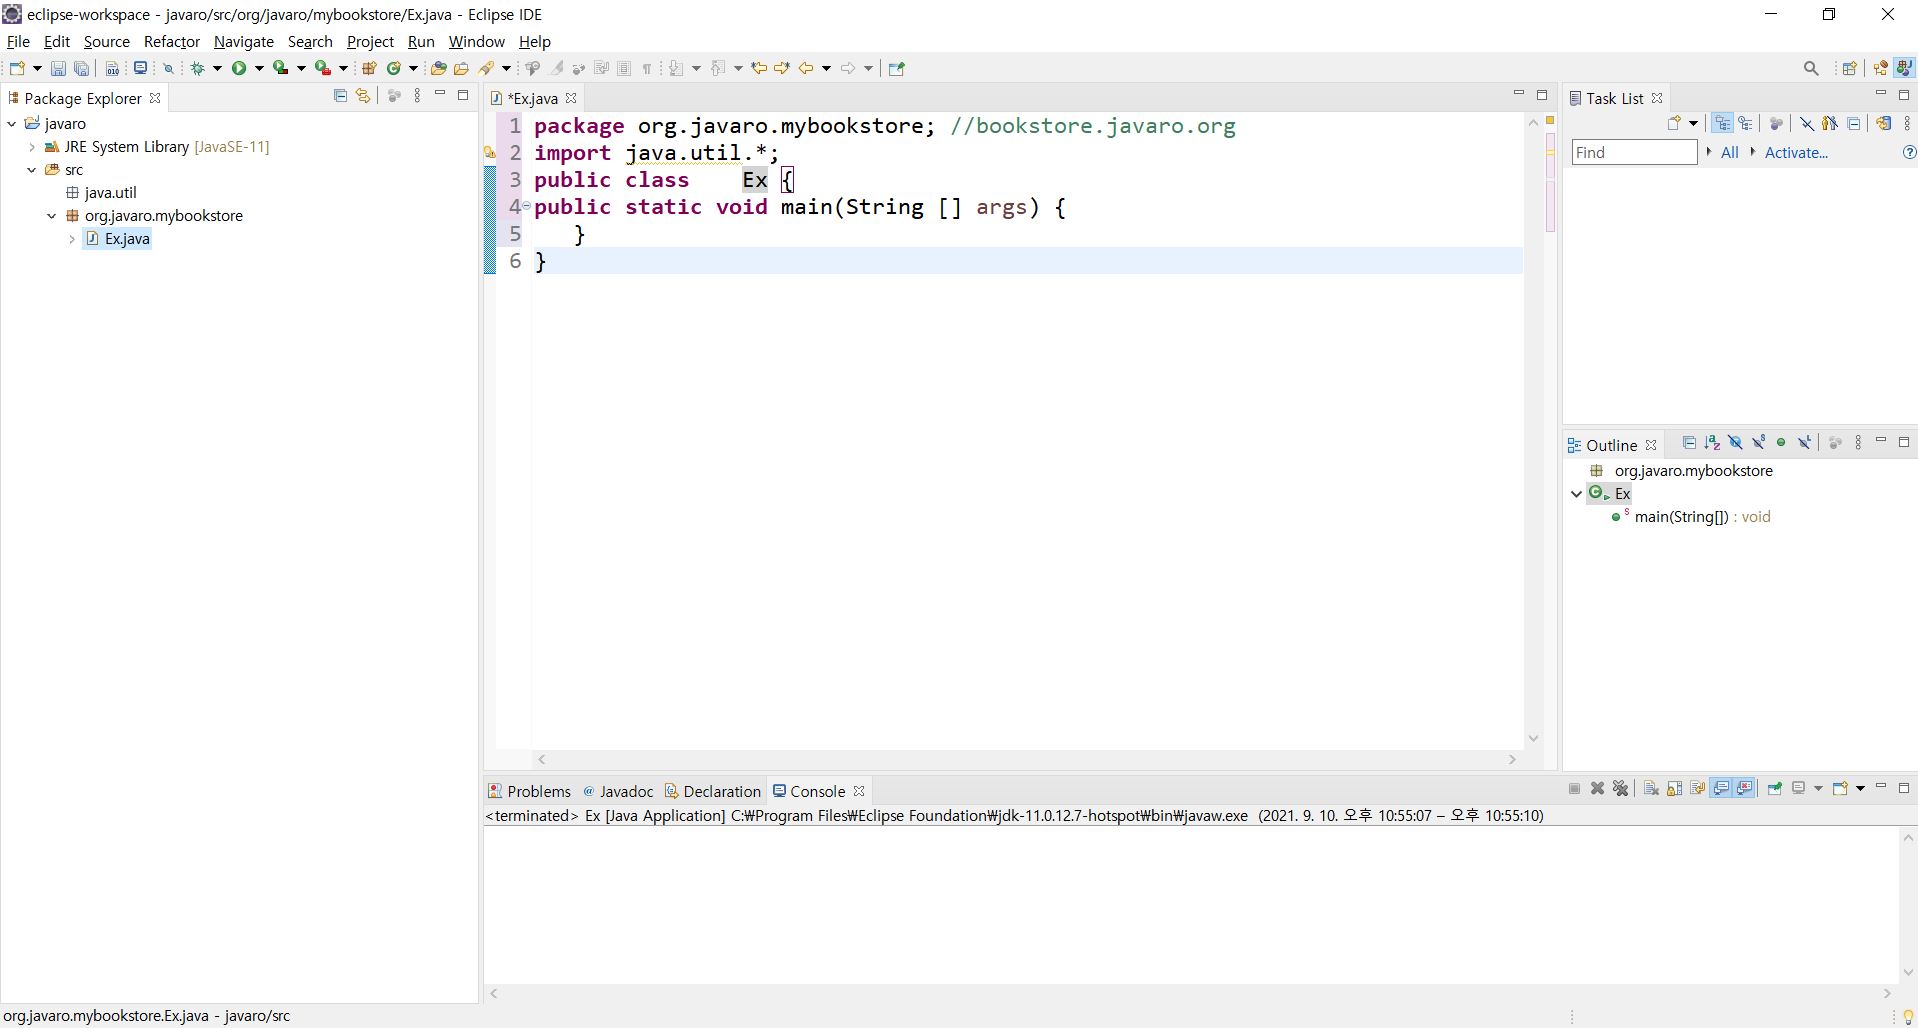 eclipse-workspace - javaro/src/org/javaro/mybookstore/Ex.java - Eclipse IDE
File Edit Source Refactor Navigate Search Project Run Window Help
Package Explorer
javaro
JRE System Library [JavaSE-11]
src
java.util
org.javaro.mybookstore
Ex.java
*Ex.java
1 package org.javaro.mybookstore; //bookstore.javaro.org
2 import java.util.*;
3 public class    Ex {
4 public static void main(String [] args) {
5    }
6 }
Task List
Find All Activate...
Outline
org.javaro.mybookstore
Ex
main(String[]) : void
Problems @ Javadoc Declaration Console
<terminated> Ex [Java Application] C:₩Program Files₩Eclipse Foundation₩jdk-11.0.12.7-hotspot₩bin₩javaw.exe (2021. 9. 10. 오후 10:55:07 – 오후 10:55:10)
org.javaro.mybookstore.Ex.java - javaro/src